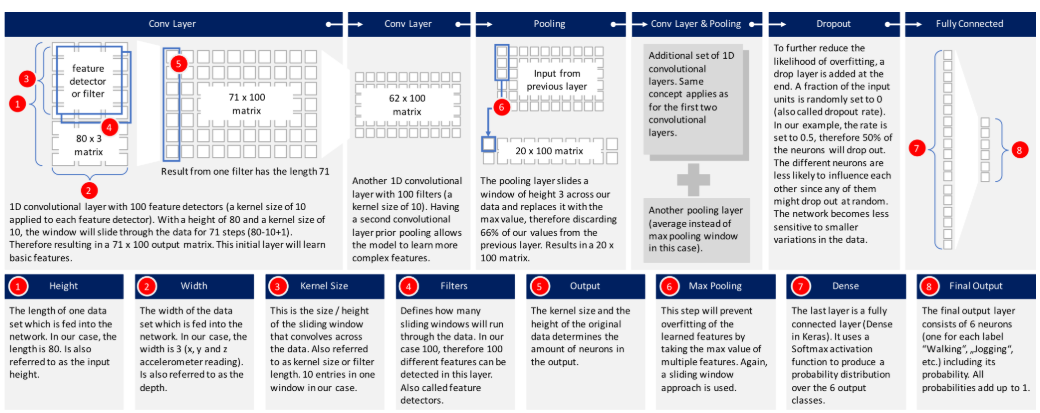 Conv Layer
Conv Layer
Pooling
Conv Layer & Pooling
Dropout
Fully Connected
3
1
feature
detector
or filter
4
80 x 3
matrix
2
5
71 x 100
matrix
Result from one filter has the length 71
1D convolutional layer with 100 feature detectors (a kernel size of 10
applied to each feature detector). With a height of 80 and a kernel size of
10, the window will slide through the data for 71 steps (80-10+1).
Therefore resulting in a 71 x 100 output matrix. This initial layer will learn
basic features.
62 x 100
matrix
Another 1D convolutional
layer with 100 filters (a
kernel size of 10). Having
a second convolutional
layer prior pooling allows
the model to learn more
complex features.
Input from
previous layer
6
20 x 100 matrix
The pooling layer slides a
window of height 3 across our
data and replaces it with the
max value, therefore discarding
66% of our values from the
previous layer. Results in a 20 x
100 matrix.
Additional set of 1D
convolutional
layers. Same
concept applies as
for the first two
convolutional
layers.
Another pooling layer
(average instead of
max pooling window
in this case).
To further reduce the
likelihood of overfitting, a
drop layer is added at the
end. A fraction of the input
units is randomly set to 0
(also called dropout rate).
In our example, the rate is
set to 0.5, therefore 50% of
the neurons will drop out.
The different neurons are
less likely to influence each
other since any of them
might drop out at random.
The network becomes less
sensitive to smaller
variations in the data.
7
8
1 Height
The length of one data
set which is fed into the
network. In our case, the
length is 80. Is also
referred to as the input
height.
2 Width
The width of the data
set which is fed into the
network. In our case, the
width is 3 (x, y and z
accelerometer reading).
Is also referred to as the
depth.
3 Kernel Size
This is the size / height
of the sliding window
that convolves across
the data. Also referred
to as kernel size or filter
length. 10 entries in one
window in our case.
4 Filters
Defines how many
sliding windows will run
through the data. In our
case 100, therefore 100
different features can be
detected in this layer.
Also called feature
detectors.
5 Output
The kernel size and the
height of the original
data determines the
amount of neurons in
the output.
6 Max Pooling
This step will prevent
overfitting of the
learned features by
taking the max value of
multiple features. Again,
a sliding window
approach is used.
7 Dense
The last layer is a fully
connected layer (Dense
in Keras). It uses a
Softmax activation
function to produce a
probability distribution
over the 6 output
classes.
8 Final Output
The final output layer
consists of 6 neurons
(one for each label
"Walking", „Jogging",
etc.) including its
probability. All
probabilities add up to 1.